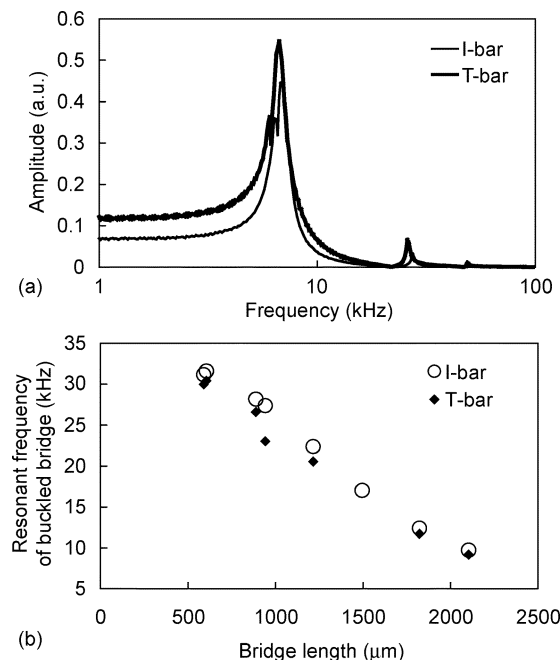 0.6
0.5
0.4
0.3
0.2
0.1
0
Amplitude (a.u.)
I-bar
T-bar
1 10 100
(a) Frequency (kHz)
35
30
25
20
15
10
5
Resonant frequency
of buckled bridge (kHz)
I-bar
T-bar
0 500 1000 1500 2000 2500
(b) Bridge length (μm)